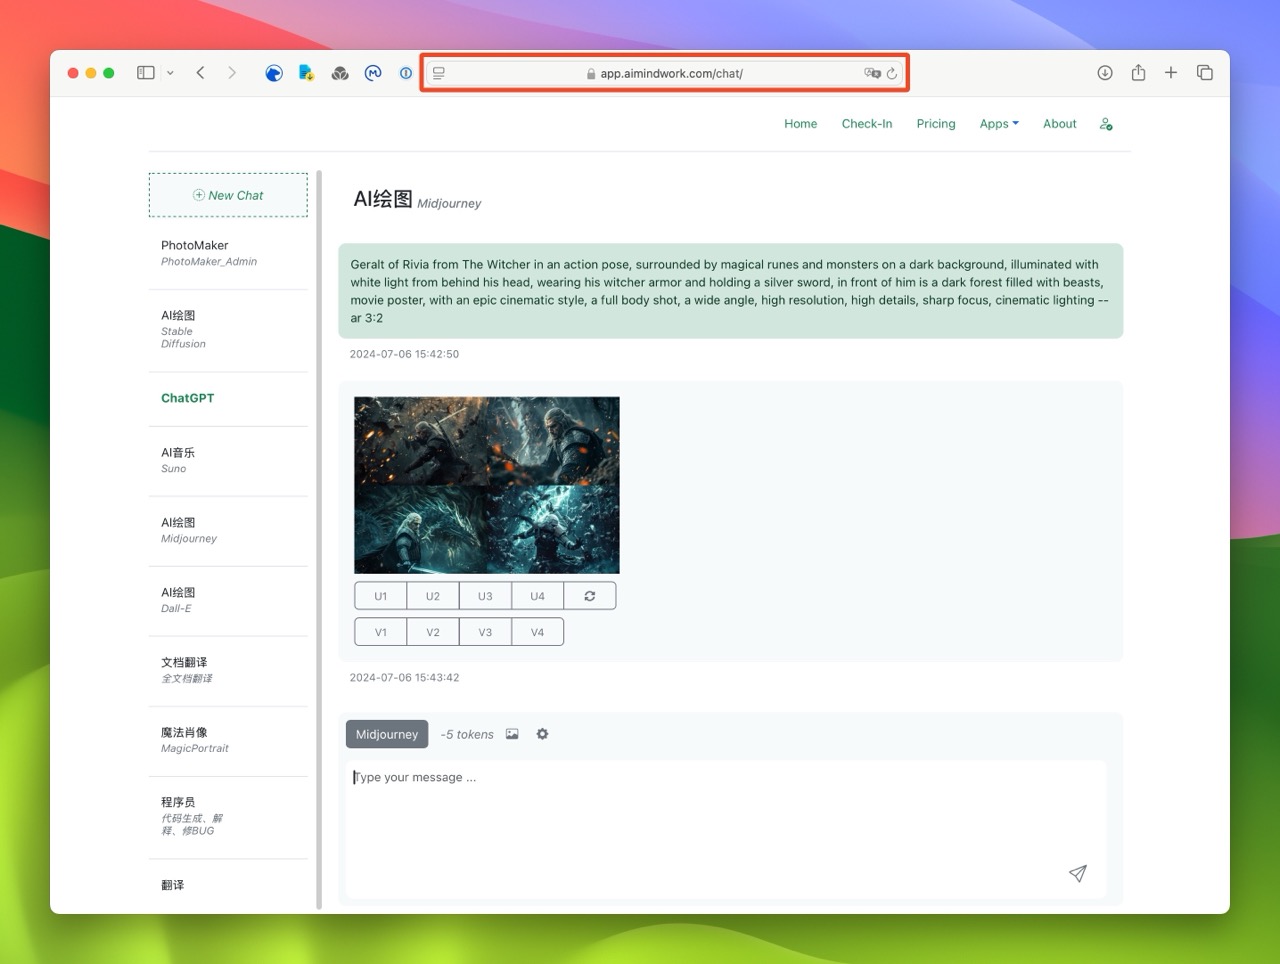 app.aimindwork.com/chat/
Home Check-In Pricing Apps About
New Chat
PhotoMaker
PhotoMaker_Admin
AI绘图
Stable
Diffusion
ChatGPT
AI音乐
Suno
AI绘图
Midjourney
AI绘图
Dall-E
文档翻译
全文档翻译
魔法肖像
MagicPortrait
程序员
代码生成、解
释、修BUG
翻译
AI绘图 Midjourney
Geralt of Rivia from The Witcher in an action pose, surrounded by magical runes and monsters on a dark background, illuminated with
white light from behind his head, wearing his witcher armor and holding a silver sword, in front of him is a dark forest filled with beasts,
movie poster, with an epic cinematic style, a full body shot, a wide angle, high resolution, high details, sharp focus, cinematic lighting --
ar 3:2
2024-07-06 15:42:50
U1 U2 U3 U4
V1 V2 V3 V4
2024-07-06 15:43:42
Midjourney -5 tokens
Type your message ...